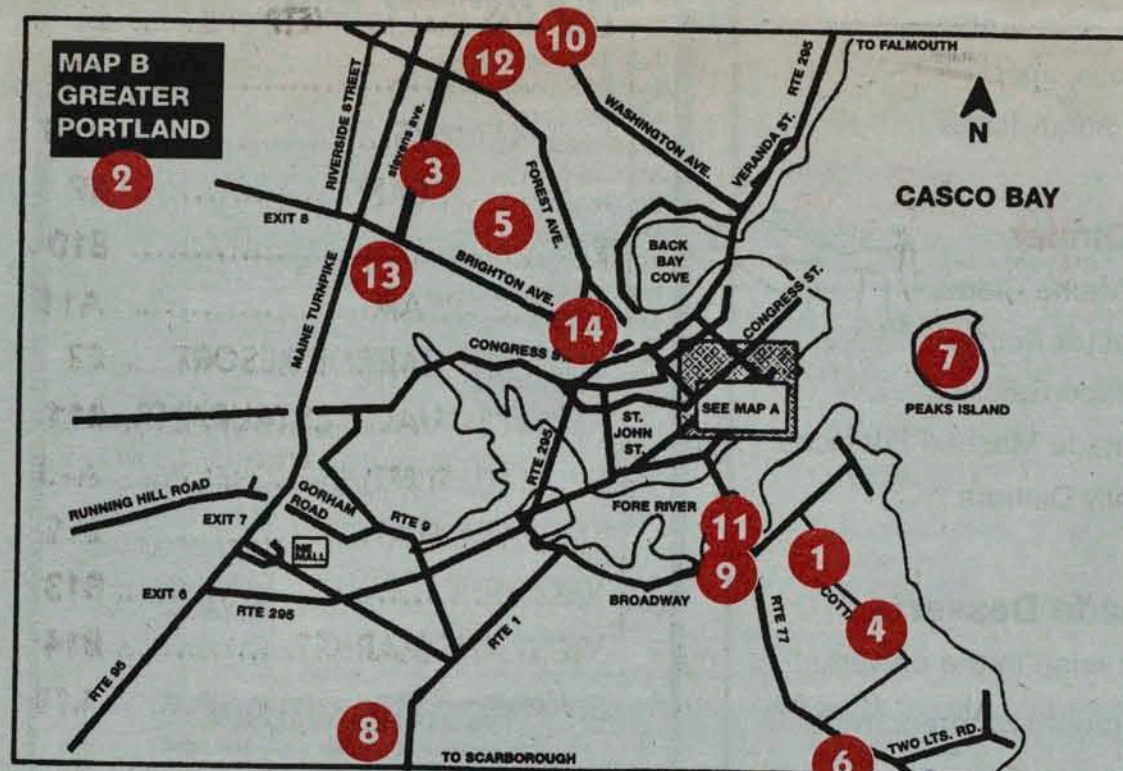 MAP B
GREATER
PORTLAND
2
RIVERSIDE STREET
stevens ave.
3
12
10
WASHINGTON AVE.
VERANDA ST.
RTE 295
TO FALMOUTH
N
CASCO BAY
EXIT 8
5
FOREST AVE.
BACK
BAY
COVE
13
BRIGHTON AVE.
14
MAINE TURNPIKE
CONGRESS ST.
CONGRESS ST.
7
PEAKS ISLAND
SEE MAP A
ST.
JOHN
ST.
RTE 295
RUNNING HILL ROAD
EXIT 7
GORHAM
ROAD
RTE 9
FORE RIVER
11
9
1
MALL
EXIT 6
RTE 295
BROADWAY
RTE 77
COTT
4
RTE 1
RTE 95
8
TO SCARBOROUGH
6
TWO LTS. RD.